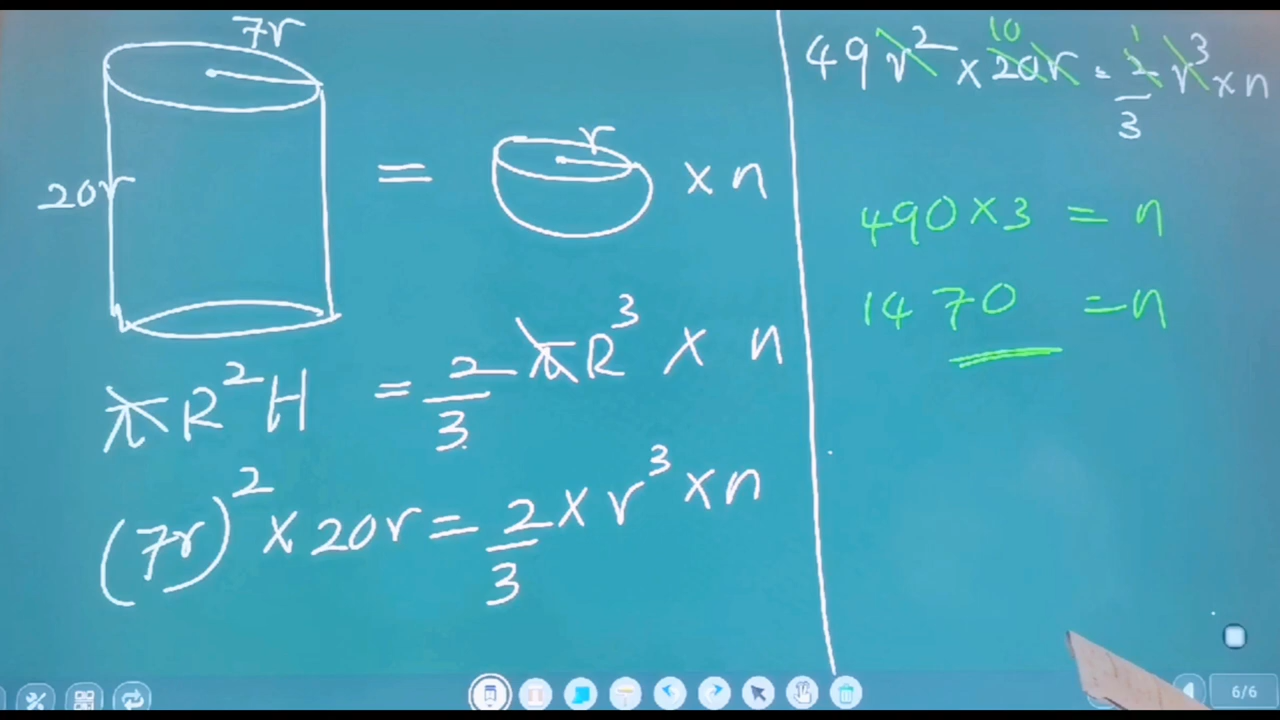 7r
20r
= r × n
πR²H = 2/3 πR³ × n
(7r)² × 20r = 2/3 × r³ × n
10 1
49r² × 20r = 2/3 r³ × n
490 × 3 = n
1470 = n
6/6